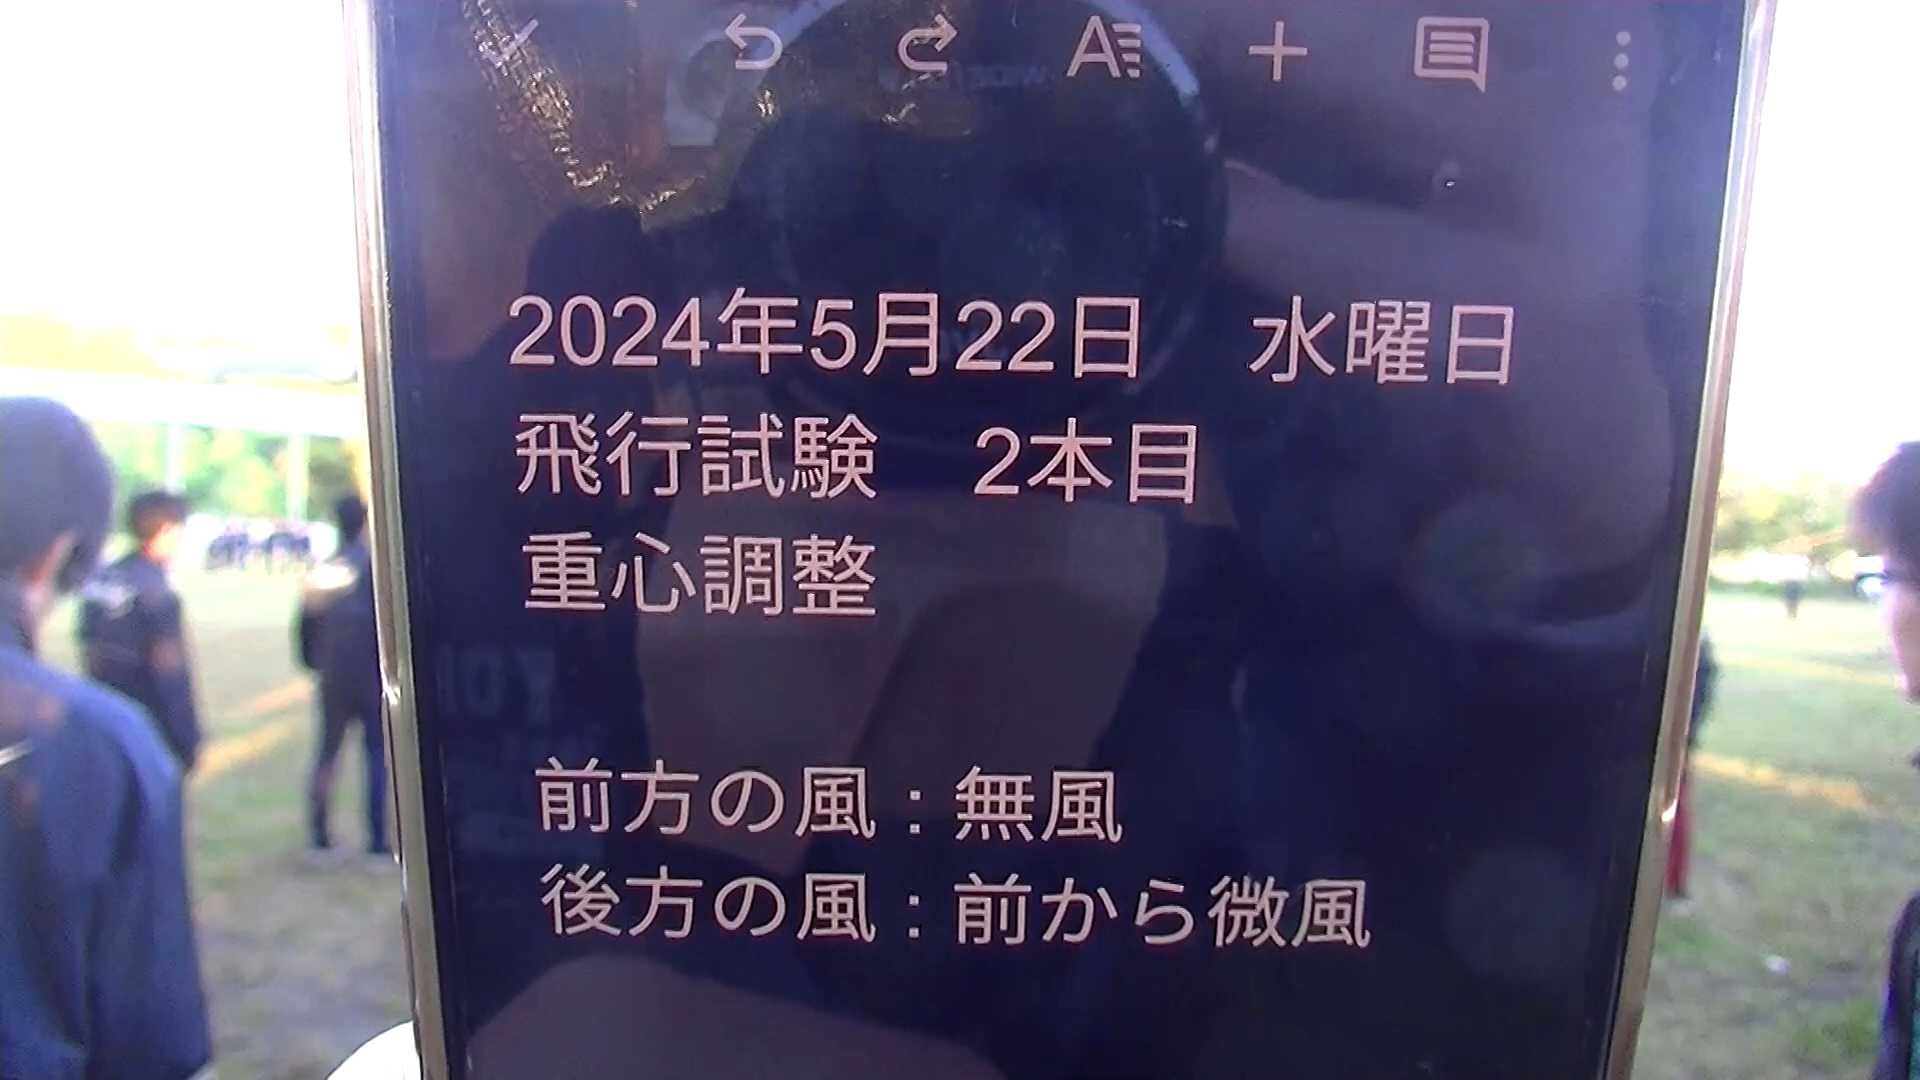 2024年5月22日　水曜日
飛行試験　2本目
重心調整
前方の風：無風
後方の風：前から微風